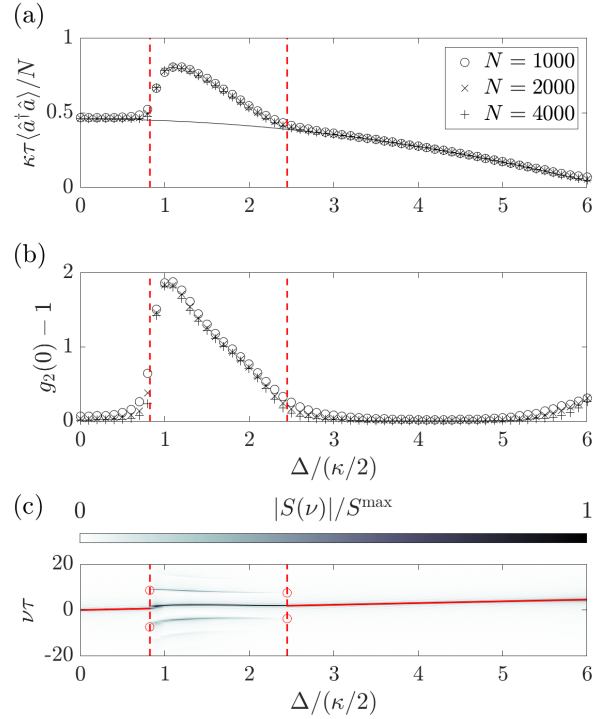 (a)
κτ⟨â†â⟩/N
1
0.5
0
N = 1000
N = 2000
N = 4000
0 1 2 3 4 5 6
(b)
g₂(0) − 1
2
1
0
0 1 2 3 4 5 6
Δ/(κ/2)
(c)
0 |S(ν)|/Sᵐᵃˣ 1
ντ
20
0
-20
0 1 2 3 4 5 6
Δ/(κ/2)